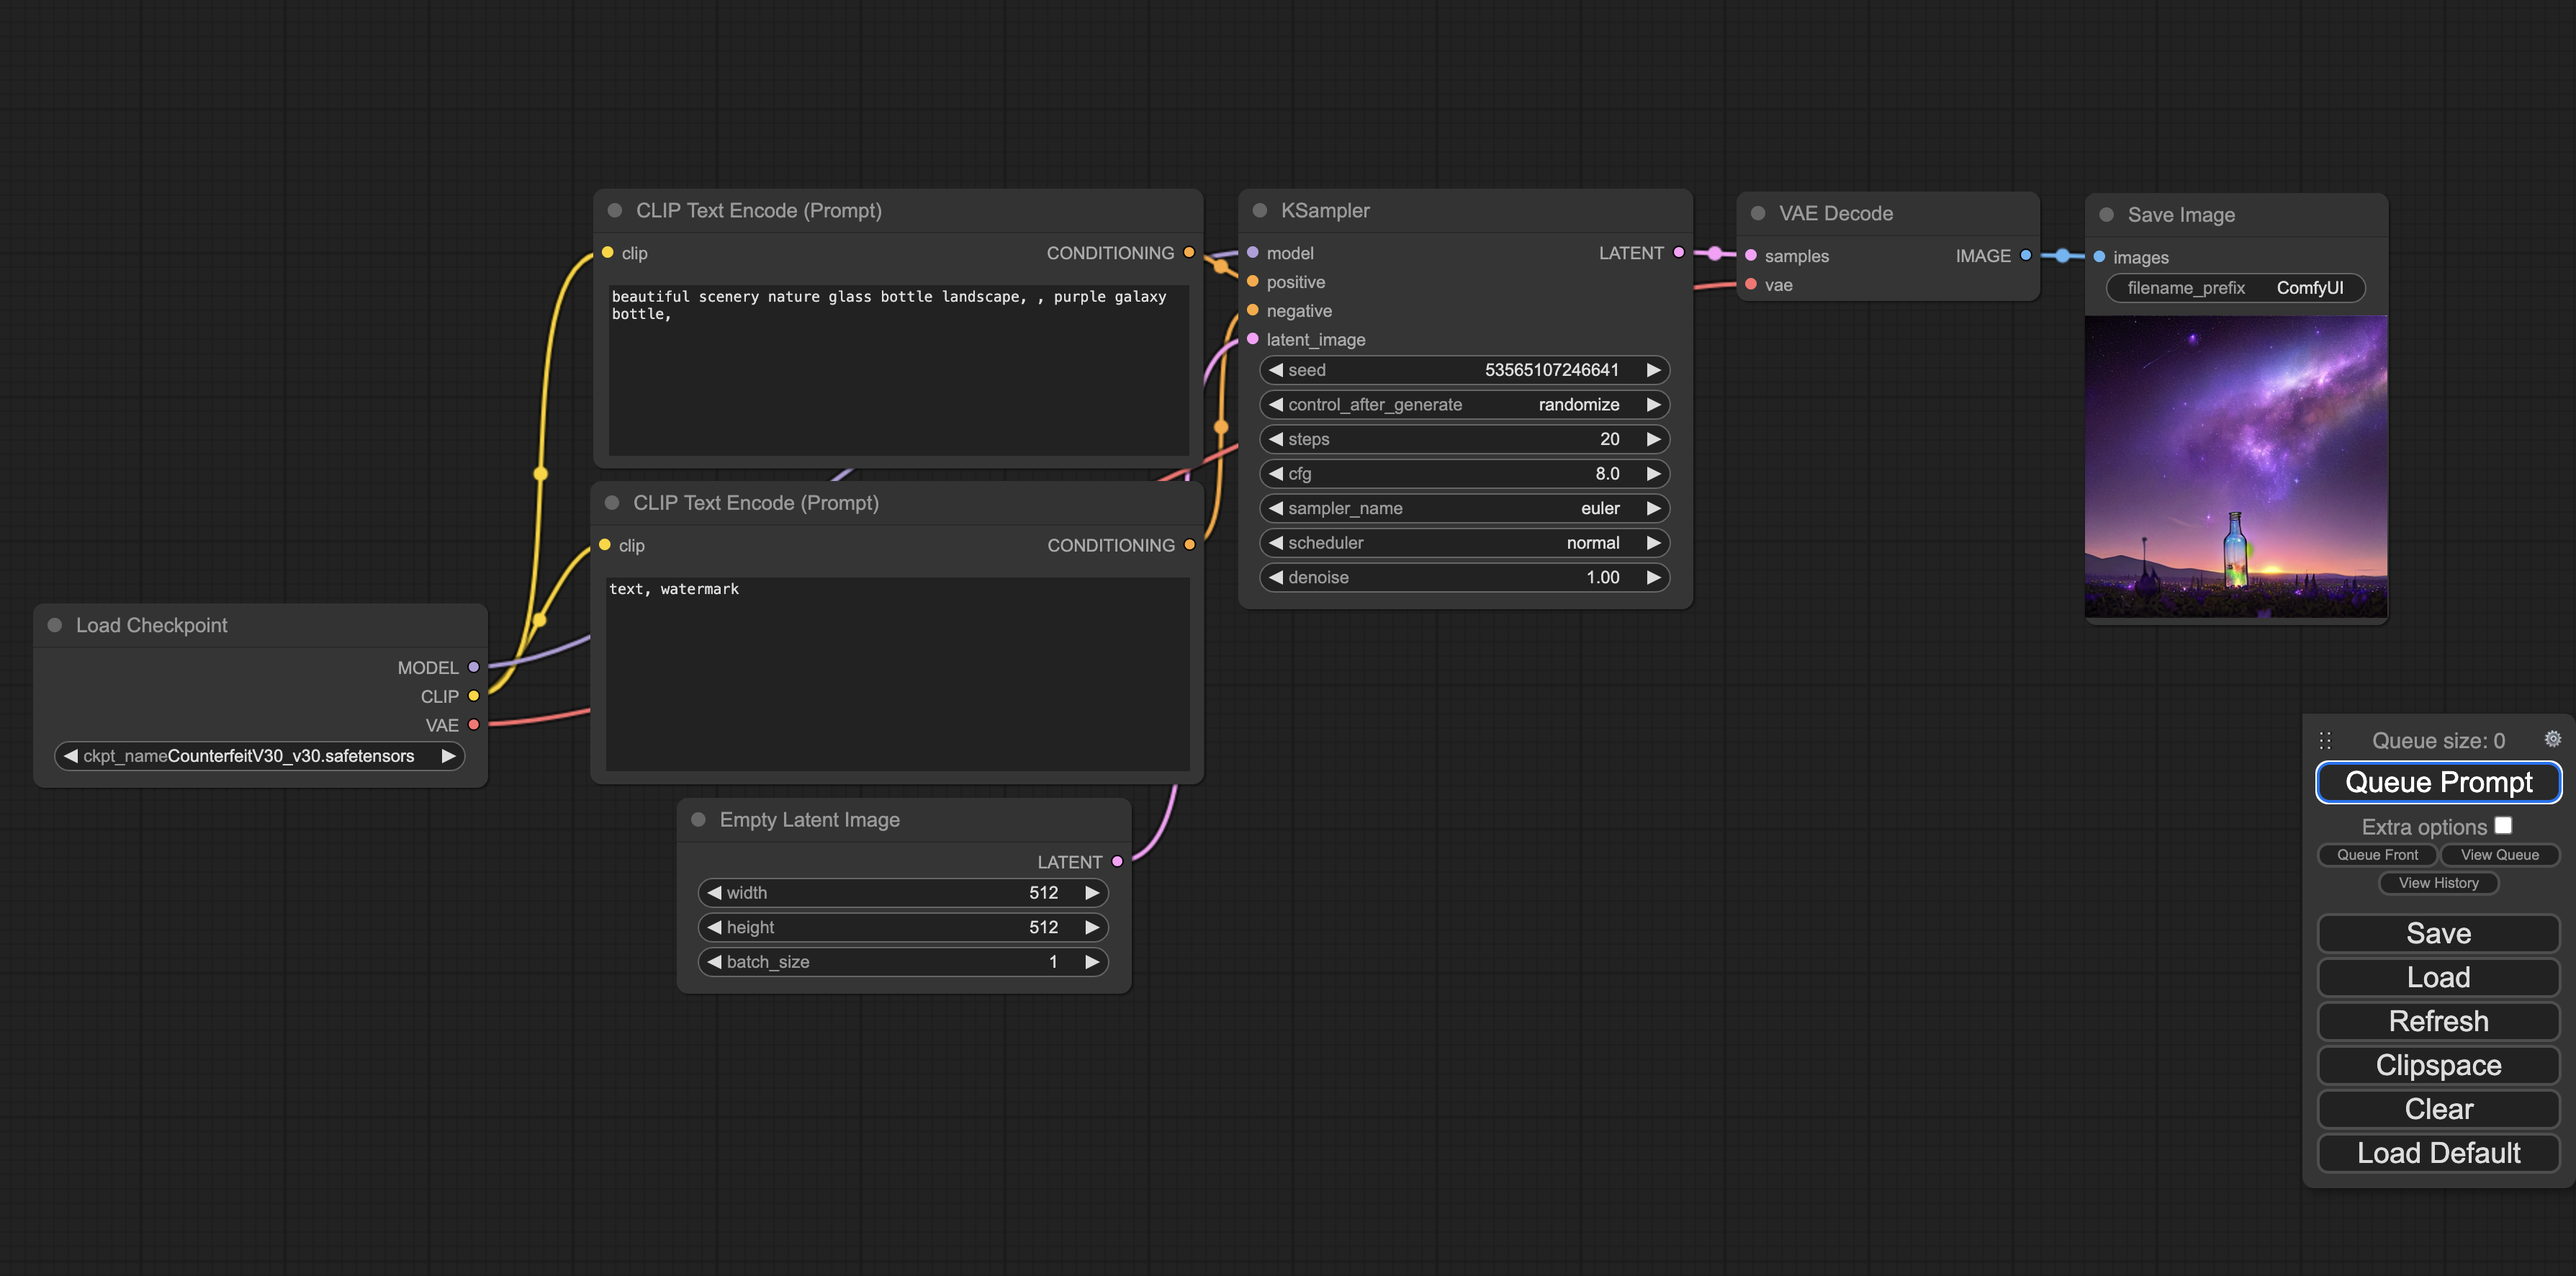 CLIP Text Encode (Prompt)
clip
CONDITIONING
beautiful scenery nature glass bottle landscape, , purple galaxy
bottle,
CLIP Text Encode (Prompt)
clip
CONDITIONING
text, watermark
Load Checkpoint
MODEL
CLIP
VAE
ckpt_nameCounterfeitV30_v30.safetensors
Empty Latent Image
LATENT
width 512
height 512
batch_size 1
KSampler
model LATENT
positive
negative
latent_image
seed 53565107246641
control_after_generate randomize
steps 20
cfg 8.0
sampler_name euler
scheduler normal
denoise 1.00
VAE Decode
samples IMAGE
vae
Save Image
images
filename_prefix ComfyUI
Queue size: 0
Queue Prompt
Extra options
Queue Front View Queue
View History
Save
Load
Refresh
Clipspace
Clear
Load Default